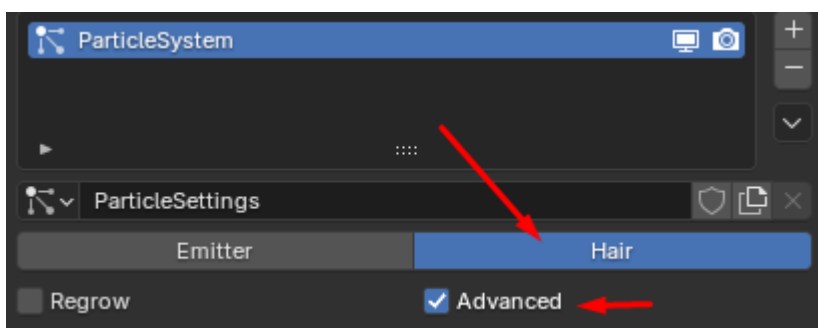 ParticleSystem
ParticleSettings
Emitter Hair
Regrow Advanced